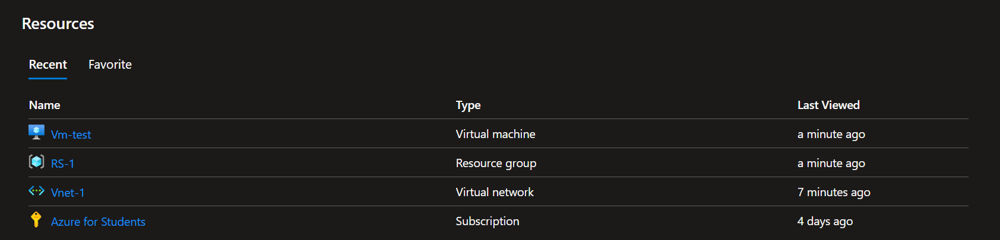 Resources
Recent Favorite
Name Type Last Viewed
Vm-test Virtual machine a minute ago
RS-1 Resource group a minute ago
Vnet-1 Virtual network 7 minutes ago
Azure for Students Subscription 4 days ago